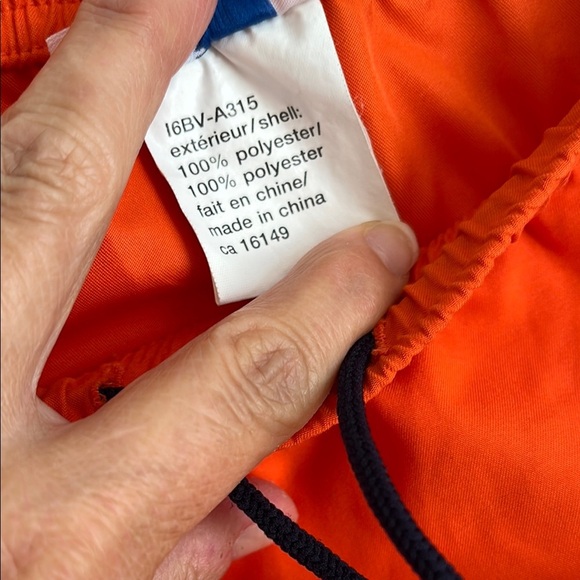 I6BV-A315
extérieur/shell:
100% polyester/
100% polyester
fait en chine/
made in china
ca 16149